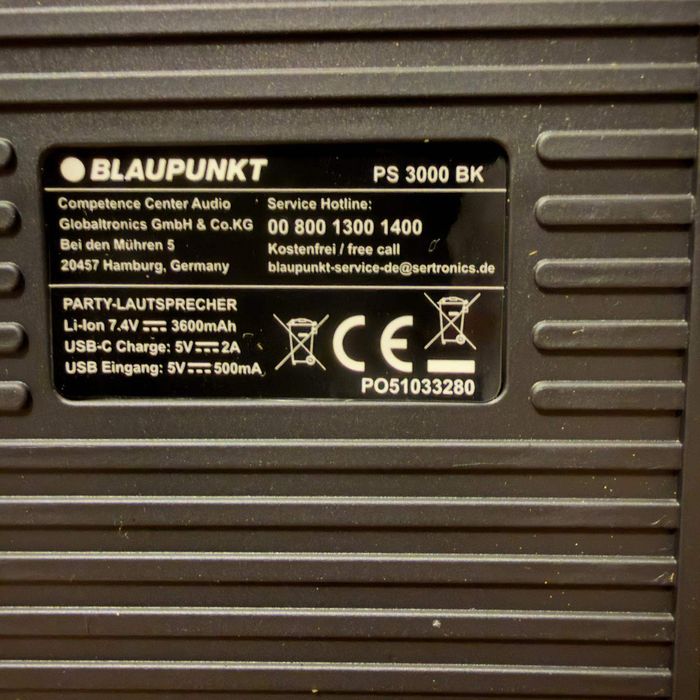 BLAUPUNKT
PS 3000 BK
Competence Center Audio
Globaltronics GmbH & Co.KG
Bei den Mühren 5
20457 Hamburg, Germany
Service Hotline:
00 800 1300 1400
Kostenfrei / free call
blaupunkt-service-de@sertronics.de
PARTY-LAUTSPRECHER
Li-Ion 7.4V ⎓ 3600mAh
USB-C Charge: 5V⎓2A
USB Eingang: 5V⎓500mA
CE
PO51033280